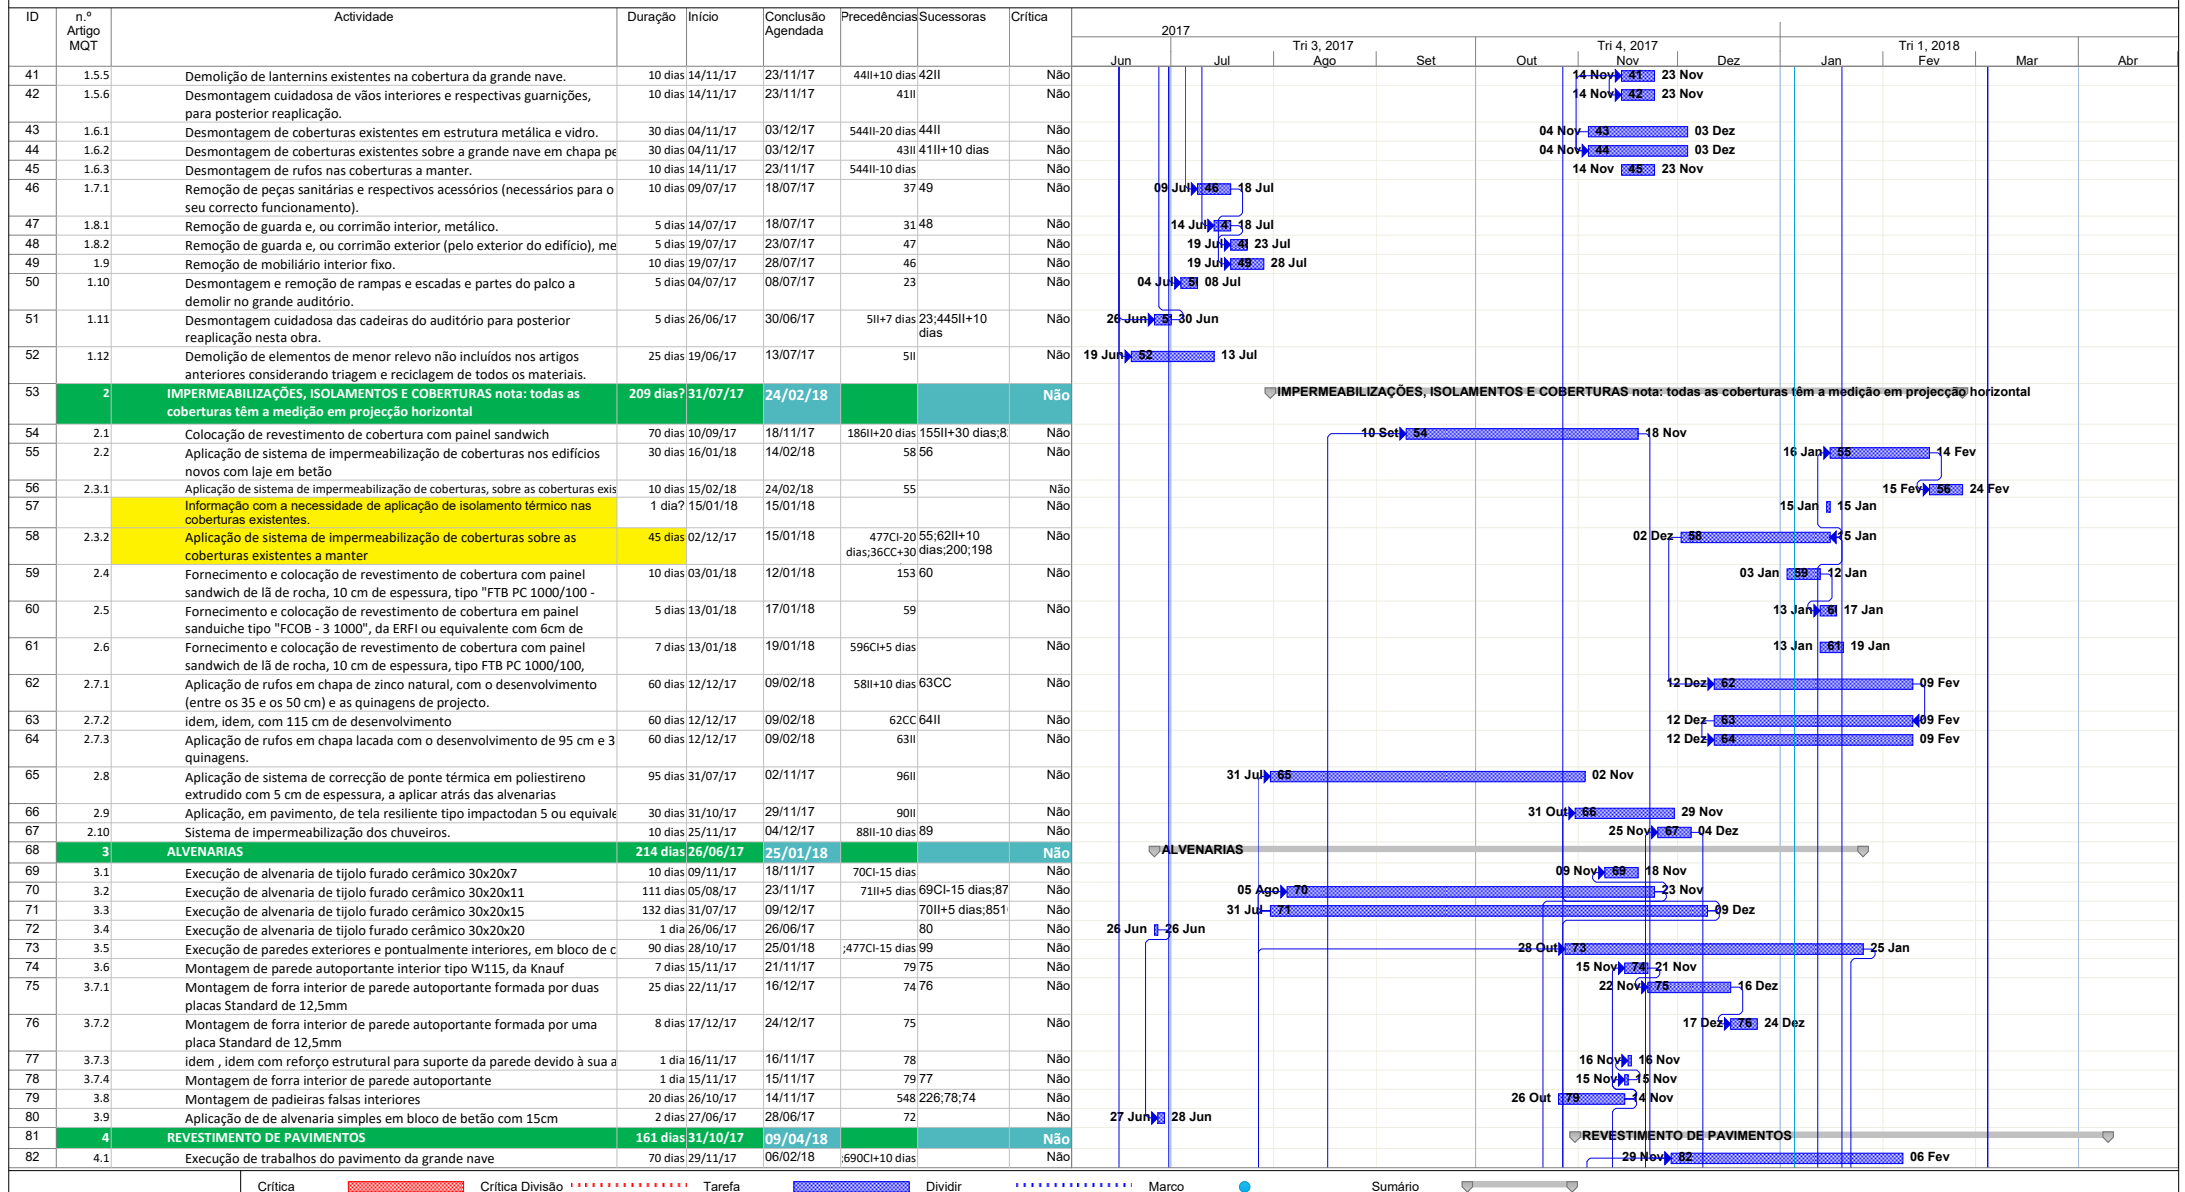 ID n.º Actividade Duração Início Conclusão Precedências Sucessoras Crítica
Artigo Agendada
MQT
2017
Tri 3, 2017 Tri 4, 2017 Tri 1, 2018
Jun Jul Ago Set Out Nov Dez Jan Fev Mar Abr
41 1.5.5 Demolição de lanternins existentes na cobertura da grande nave. 10 dias 14/11/17 23/11/17 44II+10 dias 42II Não 14 Nov 41 23 Nov
42 1.5.6 Desmontagem cuidadosa de vãos interiores e respectivas guarnições, 10 dias 14/11/17 23/11/17 41II Não 14 Nov 42 23 Nov
para posterior reaplicação.
43 1.6.1 Desmontagem de coberturas existentes em estrutura metálica e vidro. 30 dias 04/11/17 03/12/17 544II-20 dias 44II Não 04 Nov 43 03 Dez
44 1.6.2 Desmontagem de coberturas existentes sobre a grande nave em chapa pe 30 dias 04/11/17 03/12/17 43II 41II+10 dias Não 04 Nov 44 03 Dez
45 1.6.3 Desmontagem de rufos nas coberturas a manter. 10 dias 14/11/17 23/11/17 544II-10 dias Não 14 Nov 45 23 Nov
46 1.7.1 Remoção de peças sanitárias e respectivos acessórios (necessários para o 10 dias 09/07/17 18/07/17 37 49 Não 09 Jul 46 18 Jul
seu correcto funcionamento).
47 1.8.1 Remoção de guarda e, ou corrimão interior, metálico. 5 dias 14/07/17 18/07/17 31 48 Não 14 Jul 4 18 Jul
48 1.8.2 Remoção de guarda e, ou corrimão exterior (pelo exterior do edifício), me 5 dias 19/07/17 23/07/17 47 Não 19 Jul 23 Jul
49 1.9 Remoção de mobiliário interior fixo. 10 dias 19/07/17 28/07/17 46 Não 19 Jul 49 28 Jul
50 1.10 Desmontagem e remoção de rampas e escadas e partes do palco a 5 dias 04/07/17 08/07/17 23 Não 04 Jul 5 08 Jul
demolir no grande auditório.
51 1.11 Desmontagem cuidadosa das cadeiras do auditório para posterior 5 dias 26/06/17 30/06/17 5II+7 dias 23;445II+10 Não 26 Jun 5 30 Jun
reaplicação nesta obra. dias
52 1.12 Demolição de elementos de menor relevo não incluídos nos artigos 25 dias 19/06/17 13/07/17 5II Não 19 Jun 52 13 Jul
anteriores considerando triagem e reciclagem de todos os materiais.
53 2 IMPERMEABILIZAÇÕES, ISOLAMENTOS E COBERTURAS nota: todas as 209 dias? 31/07/17 24/02/18 Não IMPERMEABILIZAÇÕES, ISOLAMENTOS E COBERTURAS nota: todas as coberturas têm a medição em projecção horizontal
coberturas têm a medição em projecção horizontal
54 2.1 Colocação de revestimento de cobertura com painel sandwich 70 dias 10/09/17 18/11/17 186II+20 dias 155II+30 dias;8 Não 10 Set 54 18 Nov
55 2.2 Aplicação de sistema de impermeabilização de coberturas nos edifícios 30 dias 16/01/18 14/02/18 58 56 Não 16 Jan 55 14 Fev
novos com laje em betão
56 2.3.1 Aplicação de sistema de impermeabilização de coberturas, sobre as coberturas exis 10 dias 15/02/18 24/02/18 55 Não 15 Fev 56 24 Fev
57 Informação com a necessidade de aplicação de isolamento térmico nas 1 dia? 15/01/18 15/01/18 Não 15 Jan 15 Jan
coberturas existentes.
58 2.3.2 Aplicação de sistema de impermeabilização de coberturas sobre as 45 dias 02/12/17 15/01/18 477CI-20 55;62II+10 Não 02 Dez 58 15 Jan
coberturas existentes a manter dias;36CC+30 dias;200;198
59 2.4 Fornecimento e colocação de revestimento de cobertura com painel 10 dias 03/01/18 12/01/18 153 60 Não 03 Jan 59 12 Jan
sandwich de lã de rocha, 10 cm de espessura, tipo "FTB PC 1000/100 -
60 2.5 Fornecimento e colocação de revestimento de cobertura em painel 5 dias 13/01/18 17/01/18 59 Não 13 Jan 6 17 Jan
sanduiche tipo "FCOB - 3 1000", da ERFI ou equivalente com 6cm de
61 2.6 Fornecimento e colocação de revestimento de cobertura com painel 7 dias 13/01/18 19/01/18 596CI+5 dias Não 13 Jan 61 19 Jan
sandwich de lã de rocha, 10 cm de espessura, tipo FTB PC 1000/100,
62 2.7.1 Aplicação de rufos em chapa de zinco natural, com o desenvolvimento 60 dias 12/12/17 09/02/18 58II+10 dias 63CC Não 12 Dez 62 09 Fev
(entre os 35 e os 50 cm) e as quinagens de projecto.
63 2.7.2 idem, idem, com 115 cm de desenvolvimento 60 dias 12/12/17 09/02/18 62CC 64II Não 12 Dez 63 09 Fev
64 2.7.3 Aplicação de rufos em chapa lacada com o desenvolvimento de 95 cm e 3 60 dias 12/12/17 09/02/18 63II Não 12 Dez 64 09 Fev
quinagens.
65 2.8 Aplicação de sistema de correcção de ponte térmica em poliestireno 95 dias 31/07/17 02/11/17 96II Não 31 Jul 65 02 Nov
extrudido com 5 cm de espessura, a aplicar atrás das alvenarias
66 2.9 Aplicação, em pavimento, de tela resiliente tipo impactodan 5 ou equivale 30 dias 31/10/17 29/11/17 90II Não 31 Out 66 29 Nov
67 2.10 Sistema de impermeabilização dos chuveiros. 10 dias 25/11/17 04/12/17 88II-10 dias 89 Não 25 Nov 67 04 Dez
68 3 ALVENARIAS 214 dias 26/06/17 25/01/18 Não ALVENARIAS
69 3.1 Execução de alvenaria de tijolo furado cerâmico 30x20x7 10 dias 09/11/17 18/11/17 70CI-15 dias Não 09 Nov 69 18 Nov
70 3.2 Execução de alvenaria de tijolo furado cerâmico 30x20x11 111 dias 05/08/17 23/11/17 71II+5 dias 69CI-15 dias;87 Não 05 Ago 70 23 Nov
71 3.3 Execução de alvenaria de tijolo furado cerâmico 30x20x15 132 dias 31/07/17 09/12/17 70II+5 dias;851 Não 31 Jul 71 09 Dez
72 3.4 Execução de alvenaria de tijolo furado cerâmico 30x20x20 1 dia 26/06/17 26/06/17 80 Não 26 Jun 26 Jun
73 3.5 Execução de paredes exteriores e pontualmente interiores, em bloco de c 90 dias 28/10/17 25/01/18 ;477CI-15 dias 99 Não 28 Out 73 25 Jan
74 3.6 Montagem de parede autoportante interior tipo W115, da Knauf 7 dias 15/11/17 21/11/17 79 75 Não 15 Nov 74 21 Nov
75 3.7.1 Montagem de forra interior de parede autoportante formada por duas 25 dias 22/11/17 16/12/17 74 76 Não 22 Nov 75 16 Dez
placas Standard de 12,5mm
76 3.7.2 Montagem de forra interior de parede autoportante formada por uma 8 dias 17/12/17 24/12/17 75 Não 17 Dez 76 24 Dez
placa Standard de 12,5mm
77 3.7.3 idem , idem com reforço estrutural para suporte da parede devido à sua a 1 dia 16/11/17 16/11/17 78 Não 16 Nov 16 Nov
78 3.7.4 Montagem de forra interior de parede autoportante 1 dia 15/11/17 15/11/17 79 77 Não 15 Nov 15 Nov
79 3.8 Montagem de padieiras falsas interiores 20 dias 26/10/17 14/11/17 548 226;78;74 Não 26 Out 79 14 Nov
80 3.9 Aplicação de de alvenaria simples em bloco de betão com 15cm 2 dias 27/06/17 28/06/17 72 Não 27 Jun 28 Jun
81 4 REVESTIMENTO DE PAVIMENTOS 161 dias 31/10/17 09/04/18 Não REVESTIMENTO DE PAVIMENTOS
82 4.1 Execução de trabalhos do pavimento da grande nave 70 dias 29/11/17 06/02/18 ;690CI+10 dias Não 29 Nov 82 06 Fev
Crítica Crítica Divisão Tarefa Dividir Marco Sumário